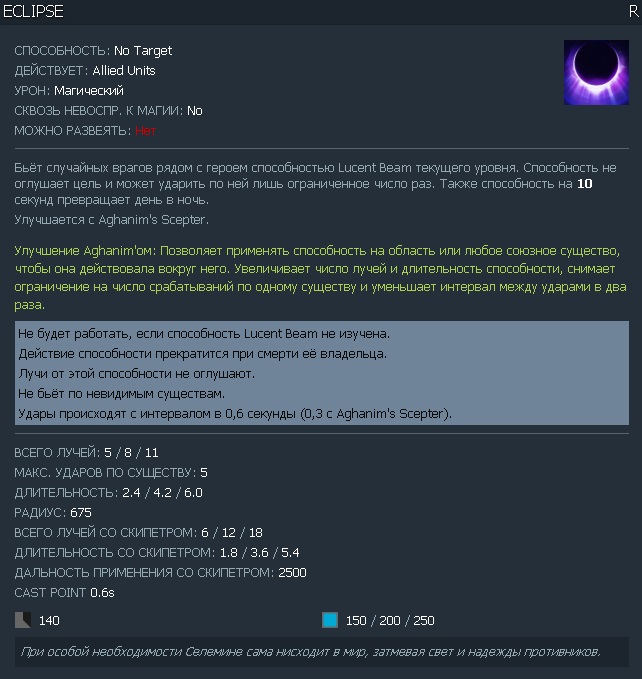 ECLIPSE R
СПОСОБНОСТЬ: No Target
ДЕЙСТВУЕТ: Allied Units
УРОН: Магический
СКВОЗЬ НЕВОСПР. К МАГИИ: No
МОЖНО РАЗВЕЯТЬ: Нет
Бьёт случайных врагов рядом с героем способностью Lucent Beam текущего уровня. Способность не
оглушает цель и может ударить по ней лишь ограниченное число раз. Также способность на 10
секунд превращает день в ночь.
Улучшается с Aghanim's Scepter.
Улучшение Aghanim'ом: Позволяет применять способность на область или любое союзное существо,
чтобы она действовала вокруг него. Увеличивает число лучей и длительность способности, снимает
ограничение на число срабатываний по одному существу и уменьшает интервал между ударами в два
раза.
Не будет работать, если способность Lucent Beam не изучена.
Действие способности прекратится при смерти её владельца.
Лучи от этой способности не оглушают.
Не бьёт по невидимым существам.
Удары происходят с интервалом в 0,6 секунды (0,3 с Aghanim's Scepter).
ВСЕГО ЛУЧЕЙ: 5 / 8 / 11
МАКС. УДАРОВ ПО СУЩЕСТВУ: 5
ДЛИТЕЛЬНОСТЬ: 2.4 / 4.2 / 6.0
РАДИУС: 675
ВСЕГО ЛУЧЕЙ СО СКИПЕТРОМ: 6 / 12 / 18
ДЛИТЕЛЬНОСТЬ СО СКИПЕТРОМ: 1.8 / 3.6 / 5.4
ДАЛЬНОСТЬ ПРИМЕНЕНИЯ СО СКИПЕТРОМ: 2500
CAST POINT 0.6s
140 150 / 200 / 250
При особой необходимости Селемине сама нисходит в мир, затмевая свет и надежды противников.